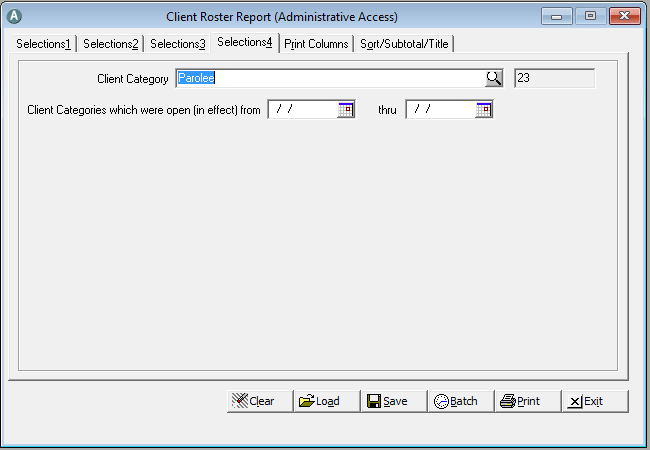 A Client Roster Report (Administrative Access)
Selections1 Selections2 Selections3 Selections4 Print Columns Sort/Subtotal/Title
Client Category Parolee 23
Client Categories which were open (in effect) from / / thru / /
Clear Load Save Batch Print Exit